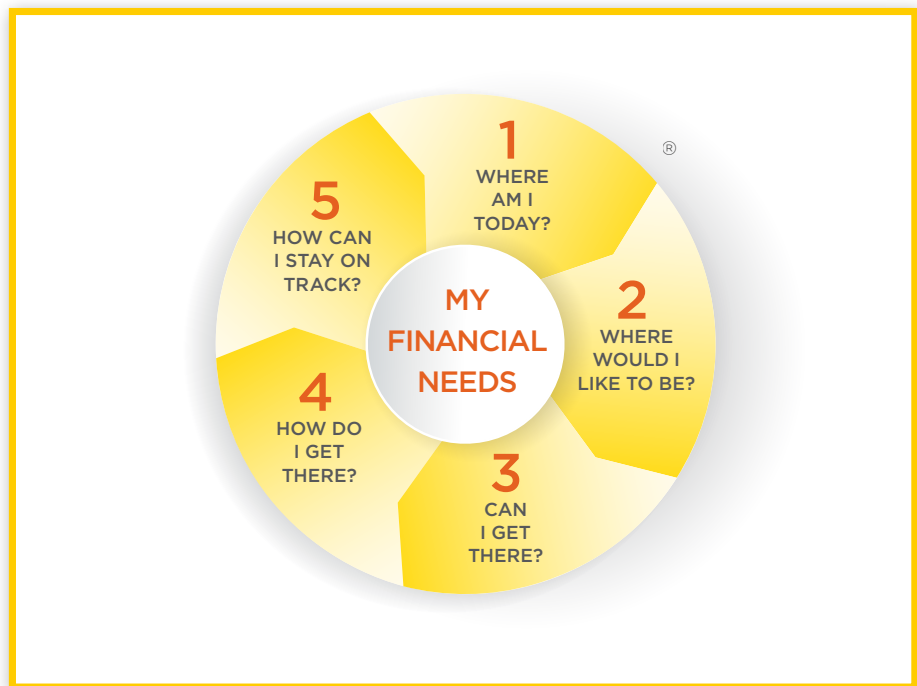 1
WHERE
AM I
TODAY?
®
2
WHERE
WOULD I
LIKE TO BE?
3
CAN
I GET
THERE?
4
HOW DO
I GET
THERE?
5
HOW CAN
I STAY ON
TRACK?
MY
FINANCIAL
NEEDS